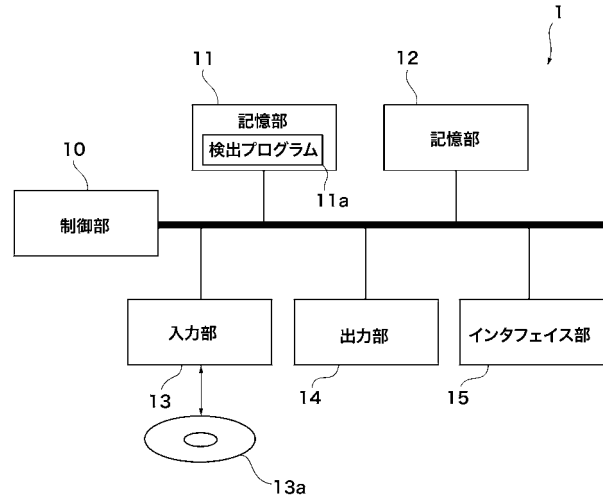 1
11
12
記憶部
検出プログラム
記憶部
10
11a
制御部
入力部
出力部
インタフェイス部
13
14
15
13a